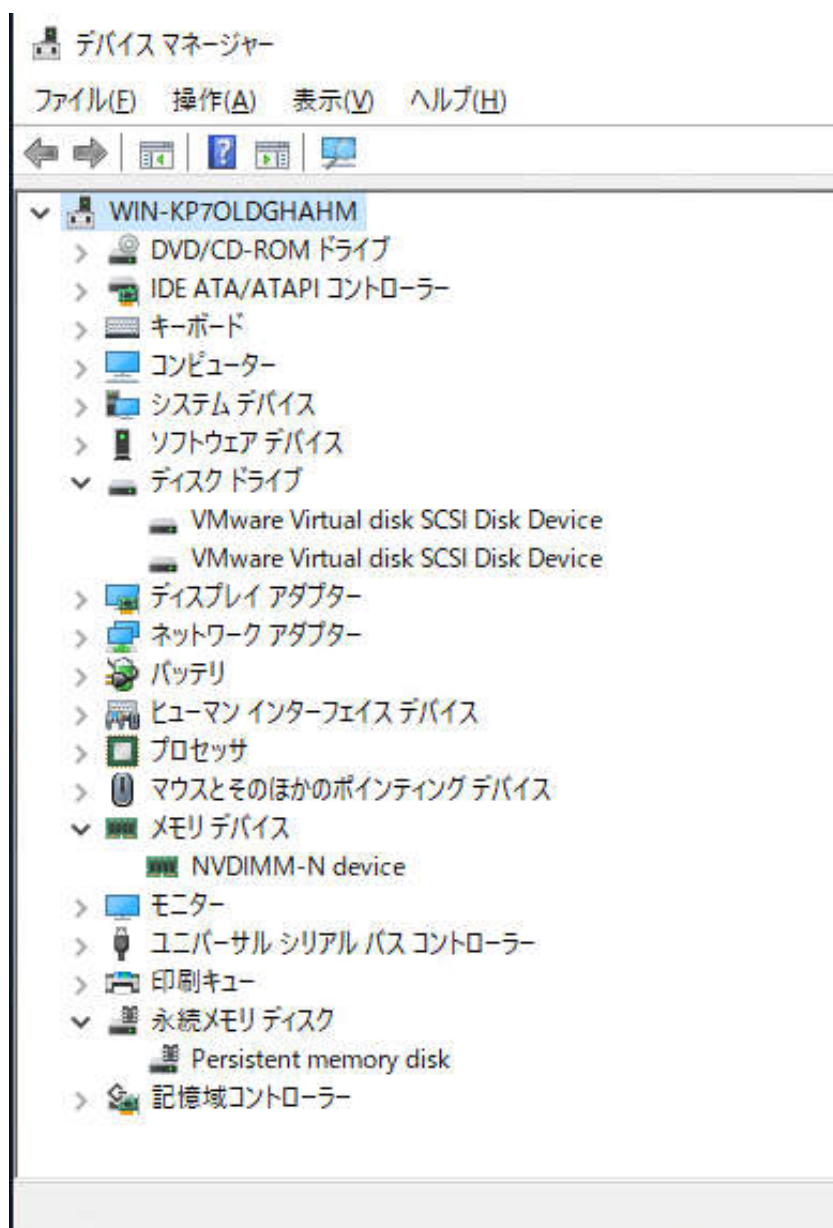 デバイス マネージャー
ファイル(F) 操作(A) 表示(V) ヘルプ(H)
WIN-KP7OLDGHAHM
DVD/CD-ROM ドライブ
IDE ATA/ATAPI コントローラー
キーボード
コンピューター
システム デバイス
ソフトウェア デバイス
ディスク ドライブ
VMware Virtual disk SCSI Disk Device
VMware Virtual disk SCSI Disk Device
ディスプレイ アダプター
ネットワーク アダプター
バッテリ
ヒューマン インターフェイス デバイス
プロセッサ
マウスとそのほかのポインティング デバイス
メモリ デバイス
NVDIMM-N device
モニター
ユニバーサル シリアル バス コントローラー
印刷キュー
永続メモリ ディスク
Persistent memory disk
記憶域コントローラー